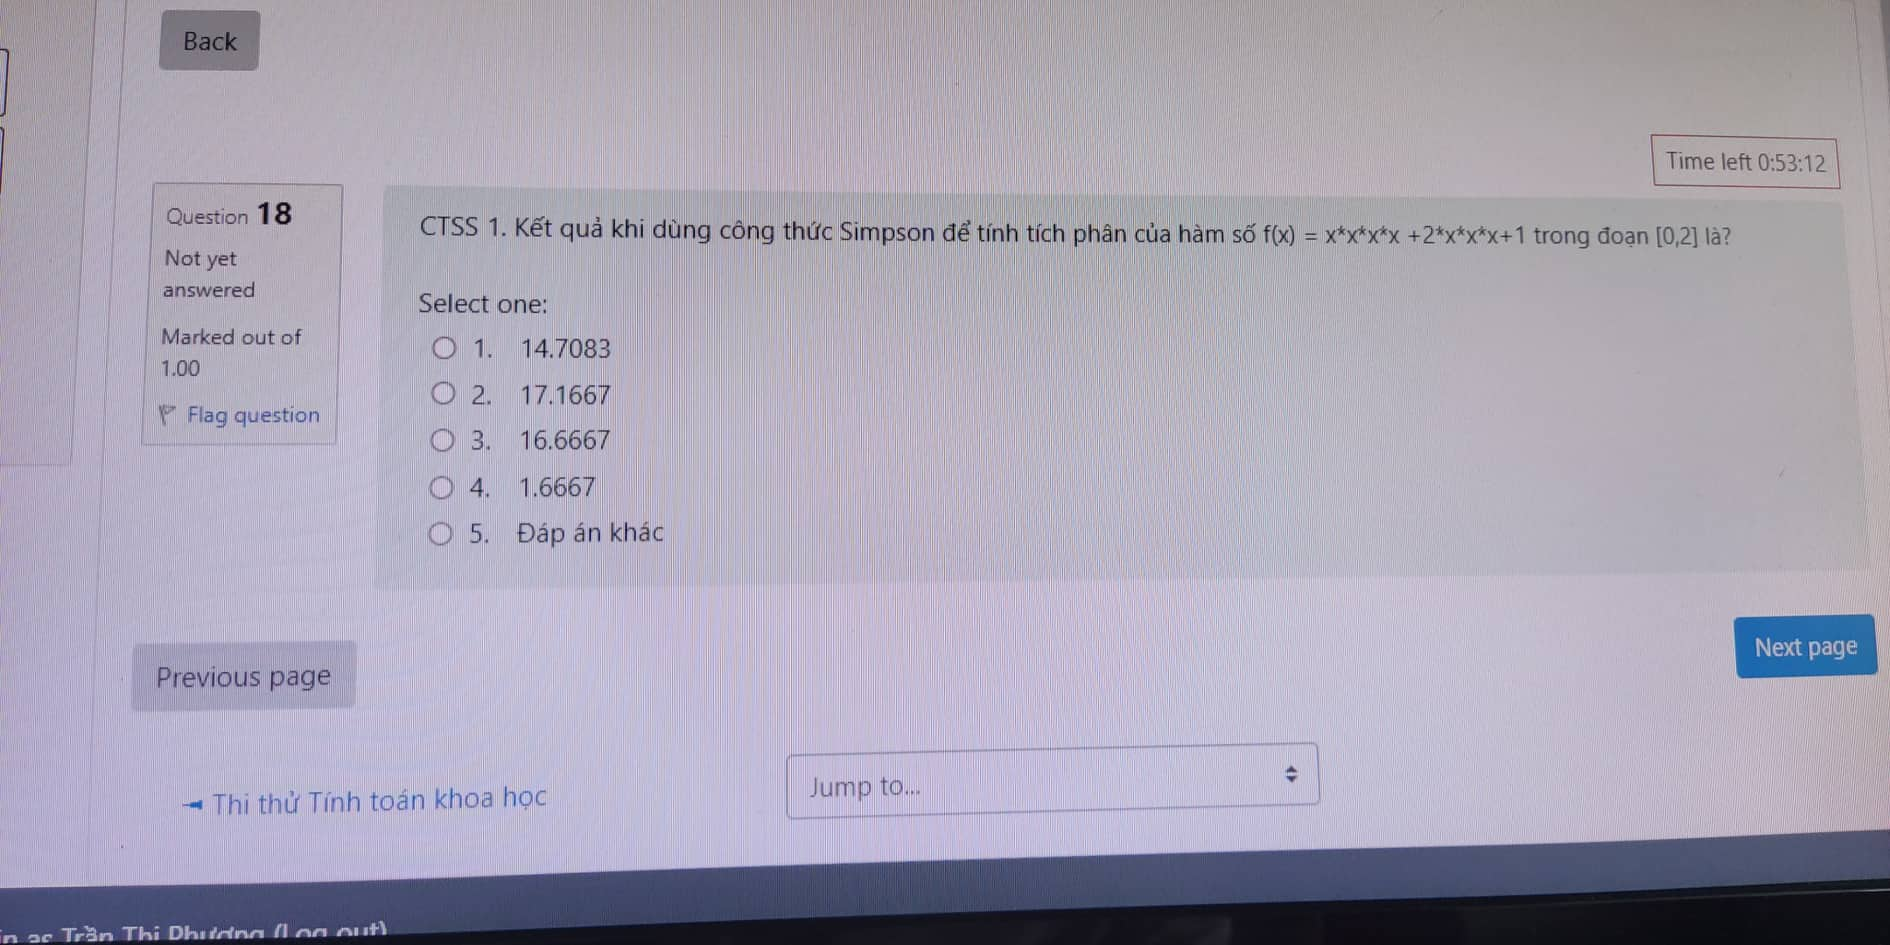 Back
Time left 0:53:12
Question 18
Not yet
answered
Marked out of
1.00
Flag question
CTSS 1. Kết quả khi dùng công thức Simpson để tính tích phân của hàm số f(x) = x*x*x*x +2*x*x*x+1 trong đoạn [0,2] là?
Select one:
1. 14.7083
2. 17.1667
3. 16.6667
4. 1.6667
5. Đáp án khác
Previous page
Next page
Thi thử Tính toán khoa học
Jump to...
in as Trần Thị Phương (Log out)